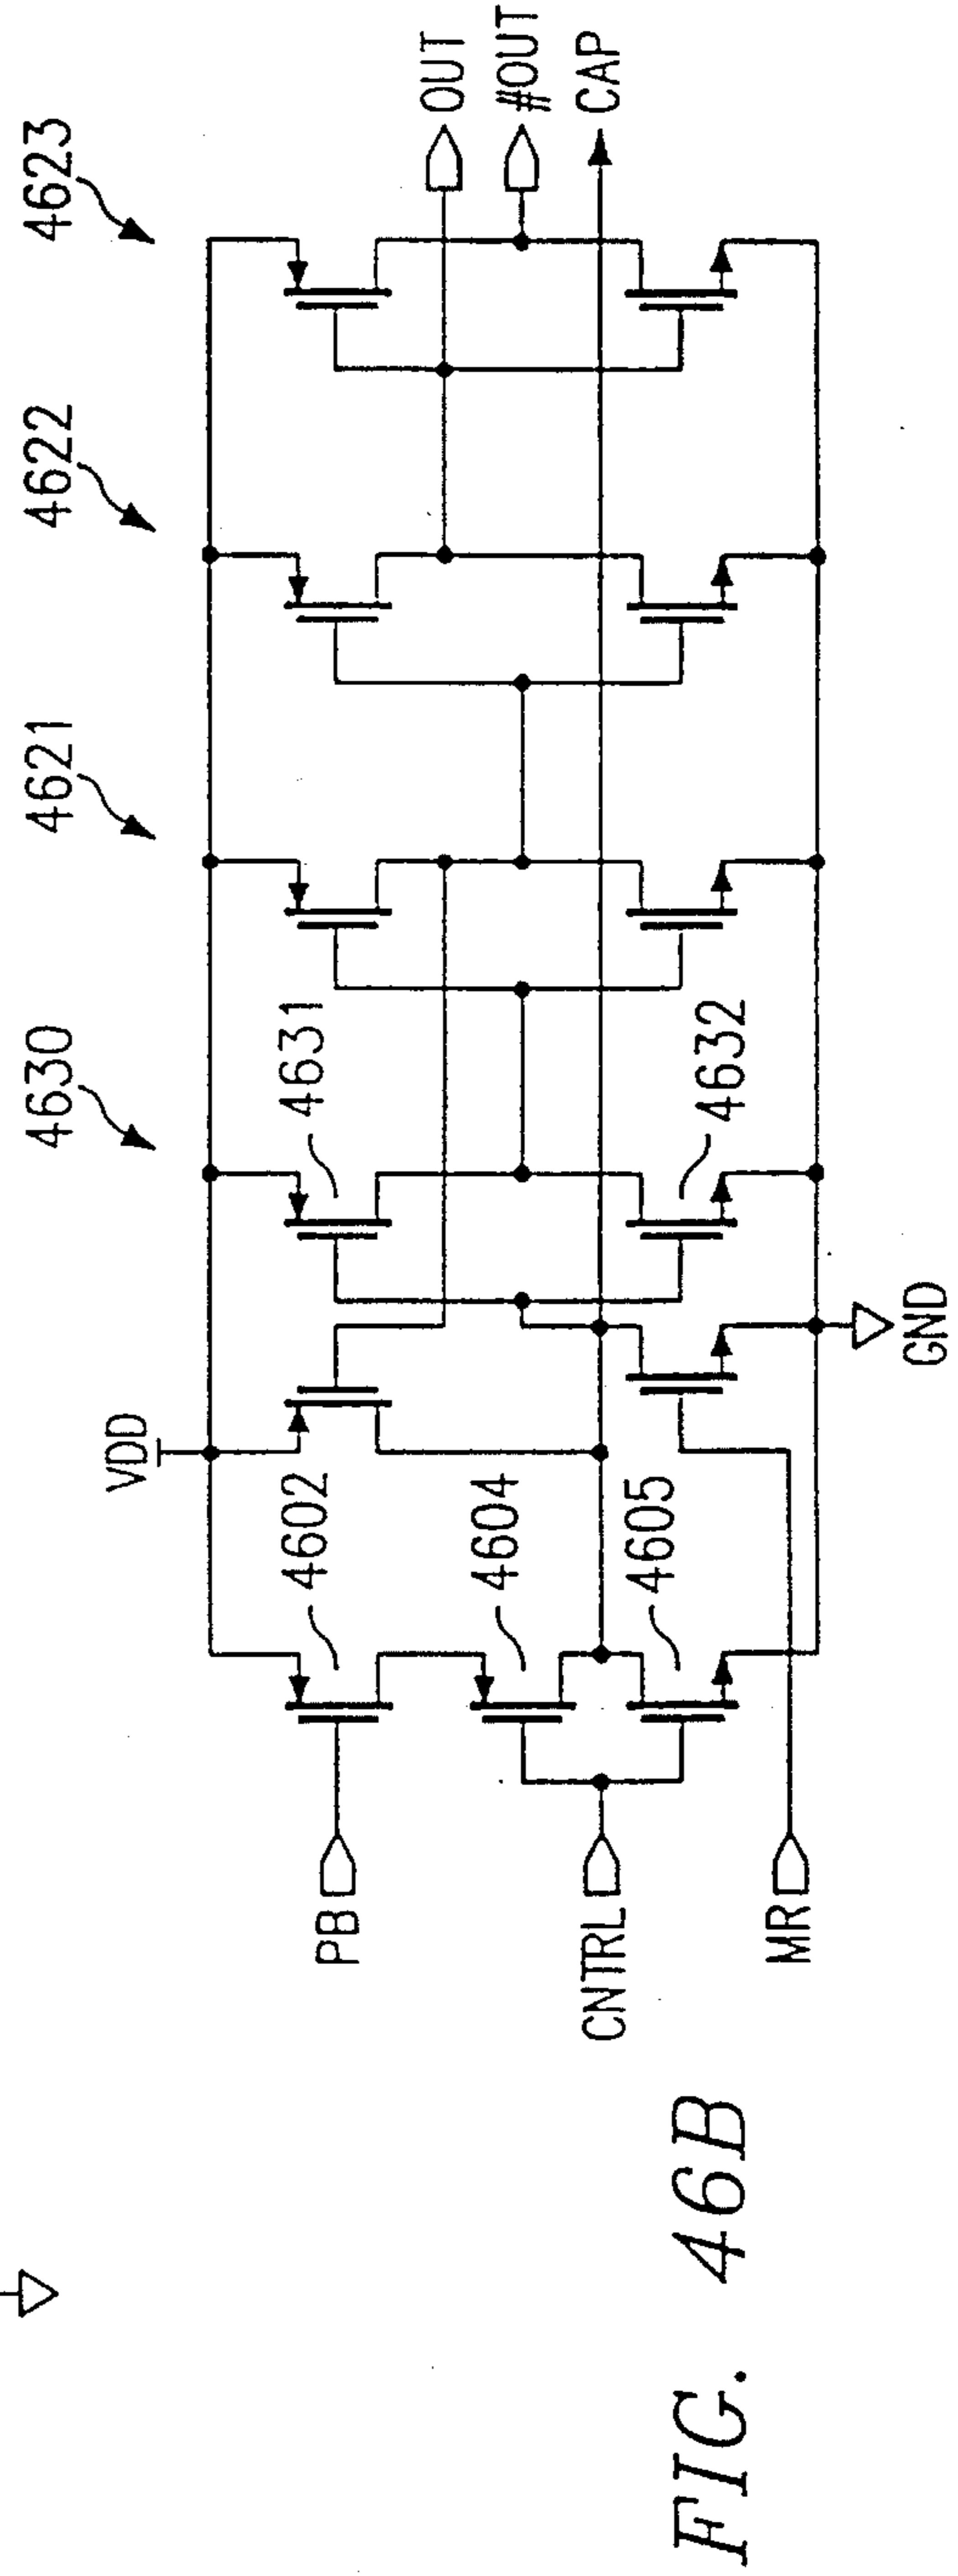 4630
4621
4622
4623
VDD
4602
4604
4605
4631
4632
PB
CNTRL
MR
GND
OUT
#OUT
CAP
FIG. 46B